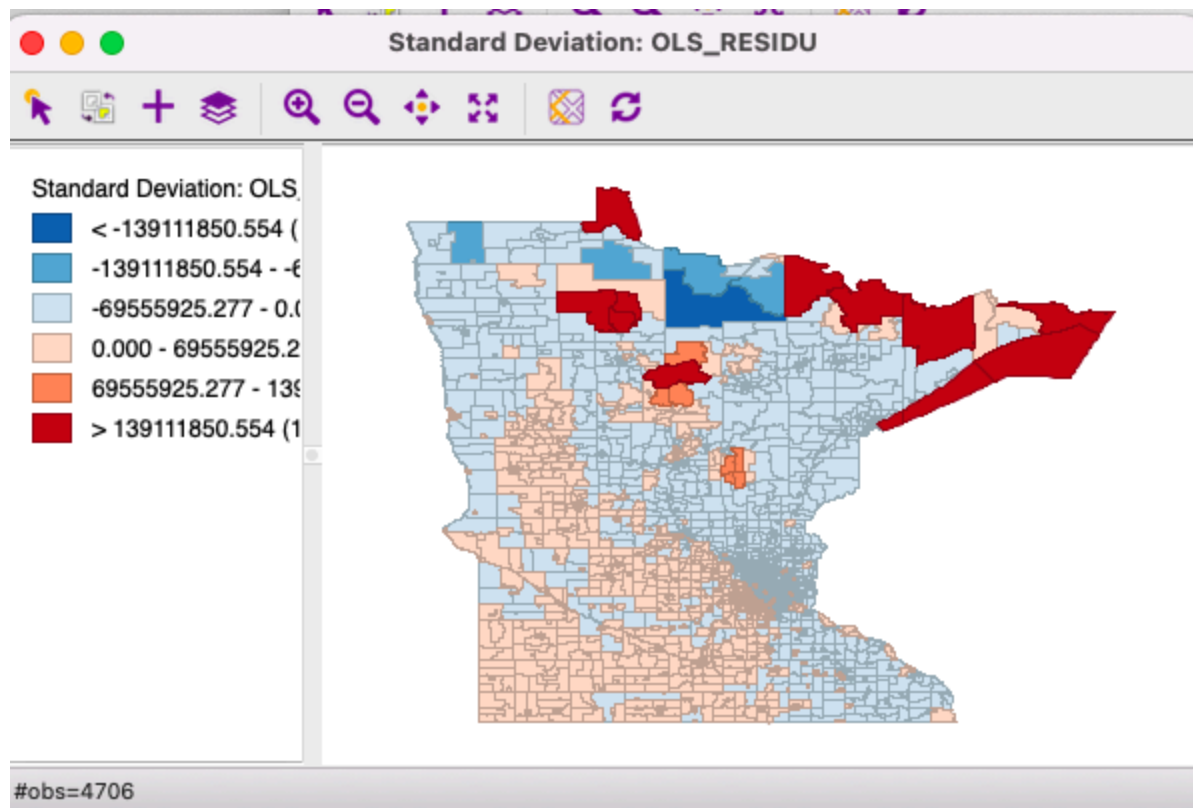 Standard Deviation: OLS_RESIDU
Standard Deviation: OLS_
< -139111850.554 (
-139111850.554 - -6
-69555925.277 - 0.0
0.000 - 69555925.2
69555925.277 - 139
> 139111850.554 (1
#obs=4706